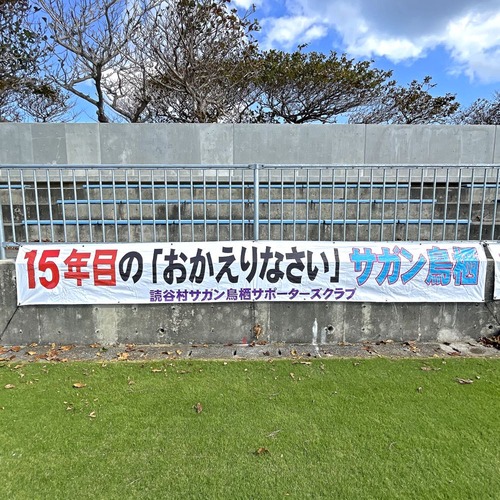 15年目の「おかえりなさい」サガン鳥栖
読谷村サガン鳥栖サポーターズクラブ